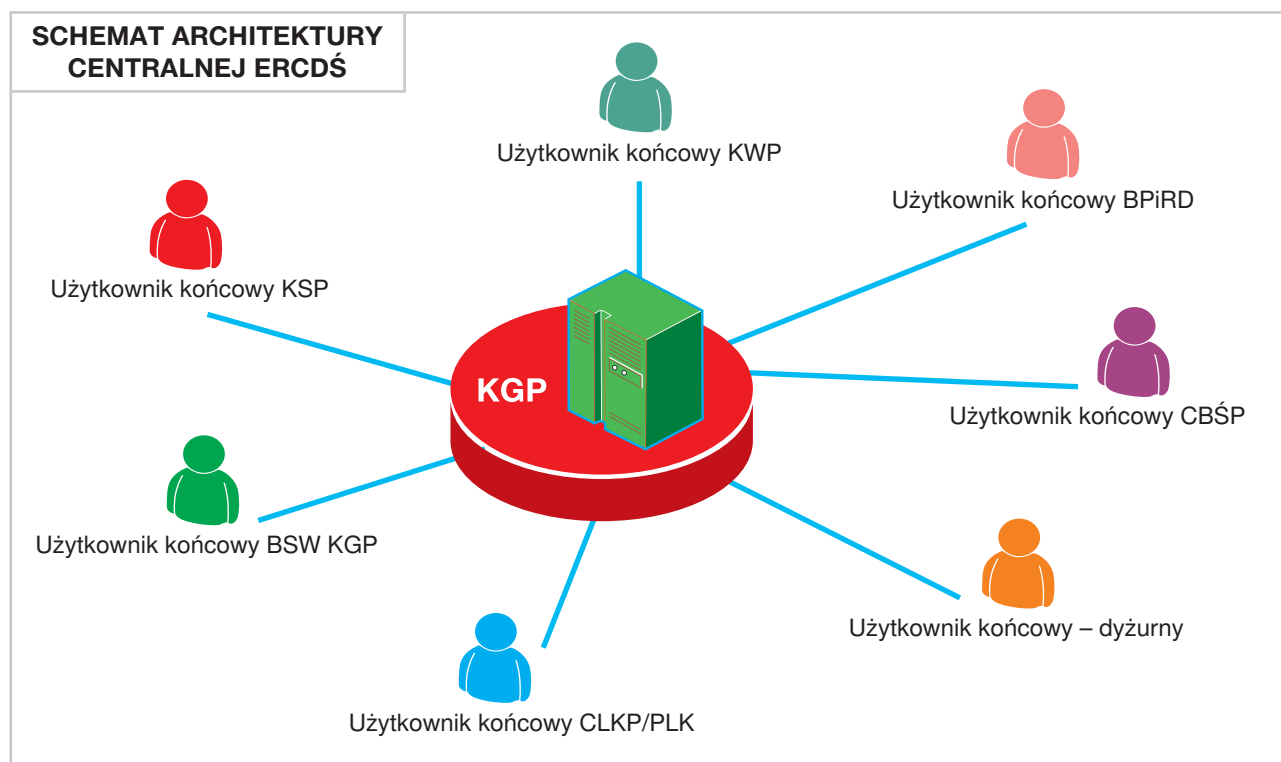 SCHEMAT ARCHITEKTURY
CENTRALNEJ ERCDŚ
Użytkownik końcowy KWP
Użytkownik końcowy BPiRD
Użytkownik końcowy KSP
KGP
Użytkownik końcowy CBŚP
Użytkownik końcowy BSW KGP
Użytkownik końcowy – dyżurny
Użytkownik końcowy CLKP/PLK